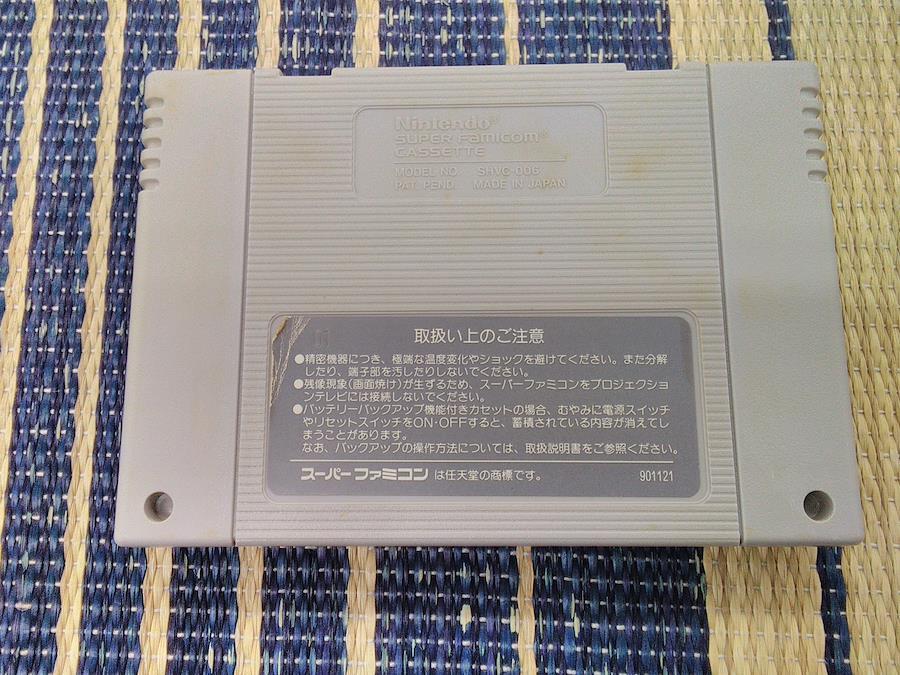 Nintendo®
SUPER FAMICOM®
CASSETTE
MODEL NO. SHVC-006
PAT. PEND. MADE IN JAPAN
取扱い上のご注意
●精密機器につき、極端な温度変化やショックを避けてください。また分解
したり、端子部を汚したりしないでください。
●残像現象(画面焼け)が生ずるため、スーパーファミコンをプロジェクショ
ンテレビには接続しないでください。
●バッテリーバックアップ機能付きカセットの場合、むやみに電源スイッチ
やリセットスイッチをON・OFFすると、蓄積されている内容が消えてし
まうことがあります。
なお、バックアップの操作方法については、取扱説明書をご参照ください。
スーパーファミコン は任天堂の商標です。 901121